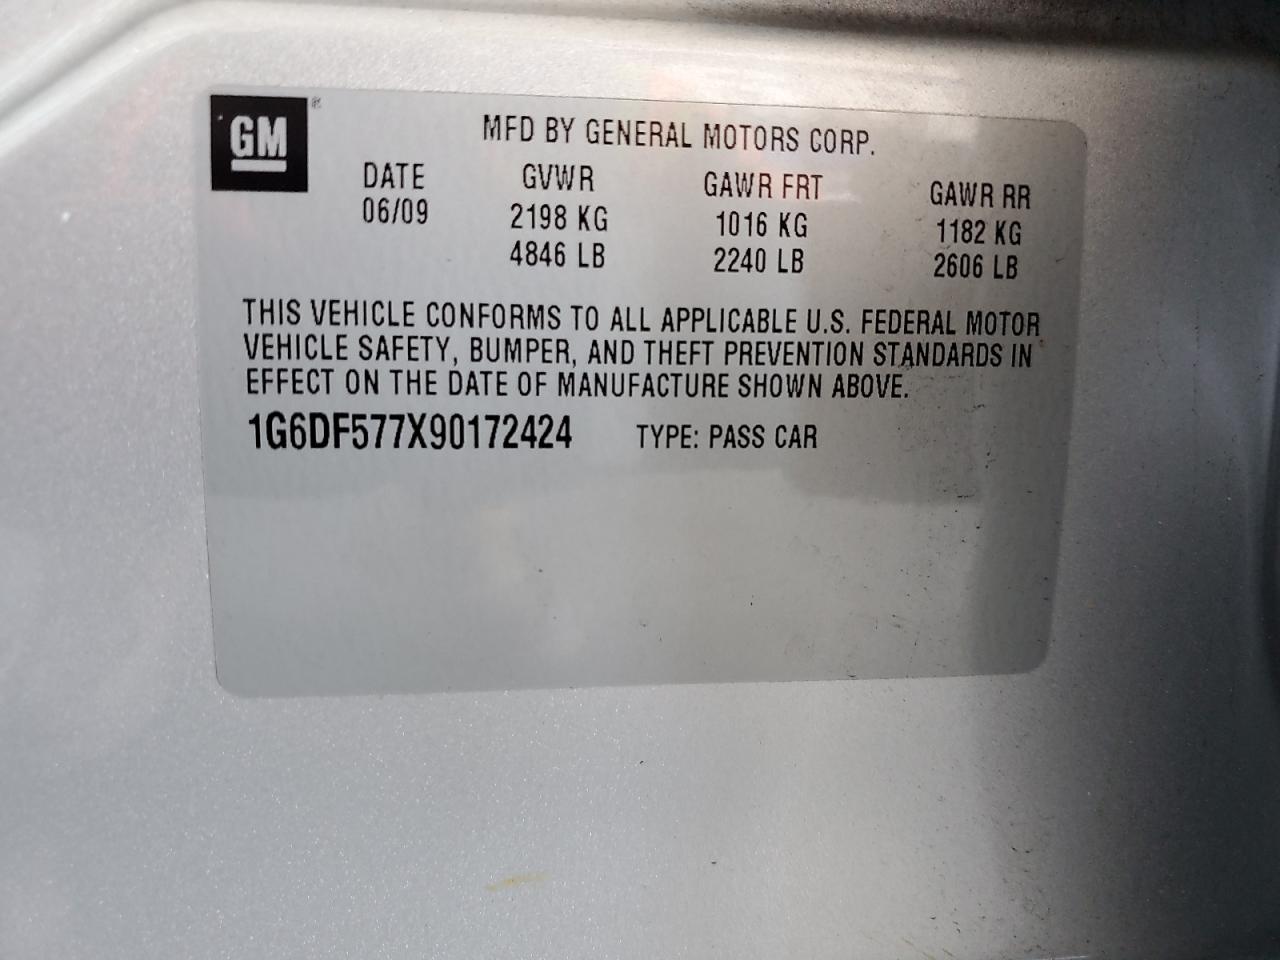 GM ®
MFD BY GENERAL MOTORS CORP.
DATE GVWR GAWR FRT GAWR RR
06/09 2198 KG 1016 KG 1182 KG
4846 LB 2240 LB 2606 LB
THIS VEHICLE CONFORMS TO ALL APPLICABLE U.S. FEDERAL MOTOR
VEHICLE SAFETY, BUMPER, AND THEFT PREVENTION STANDARDS IN
EFFECT ON THE DATE OF MANUFACTURE SHOWN ABOVE.
1G6DF577X90172424 TYPE: PASS CAR